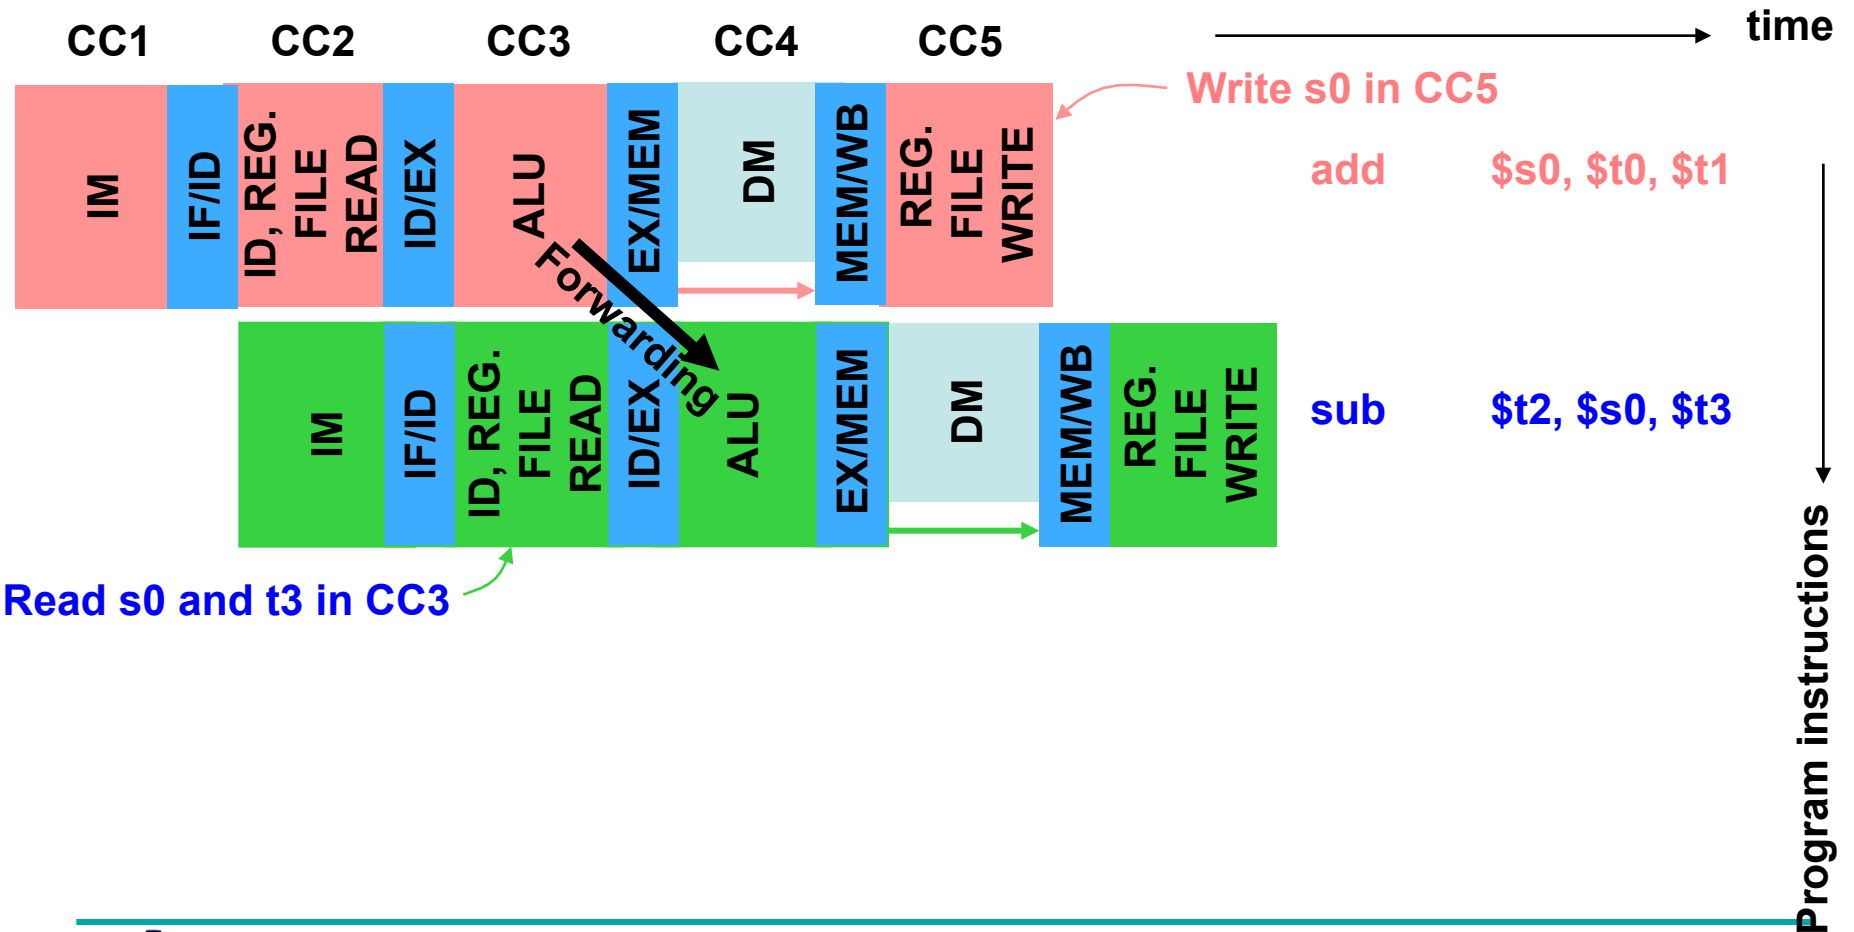 CC1 CC2 CC3 CC4 CC5 time
Write s0 in CC5
IM
IF/ID
ID, REG.
FILE
READ
ID/EX
ALU
EX/MEM
DM
MEM/WB
REG.
FILE
WRITE
add $s0, $t0, $t1
Forwarding
IM
IF/ID
ID, REG.
FILE
READ
ID/EX
ALU
EX/MEM
DM
MEM/WB
REG.
FILE
WRITE
sub $t2, $s0, $t3
Read s0 and t3 in CC3
Program instructions